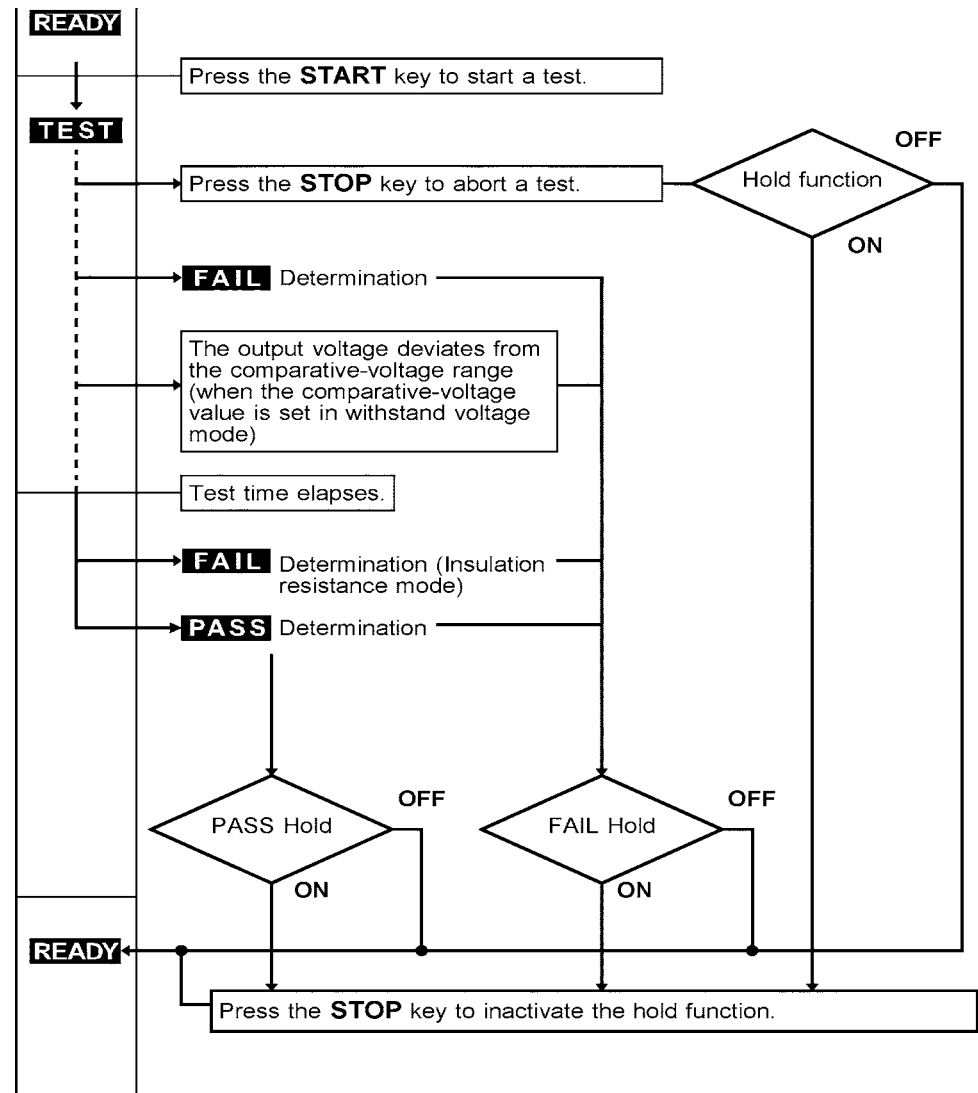 READY
Press the START key to start a test.
TEST
OFF
Press the STOP key to abort a test.
Hold function
ON
FAIL Determination
The output voltage deviates from
the comparative-voltage range
(when the comparative-voltage
value is set in withstand voltage
mode)
Test time elapses.
FAIL Determination (Insulation
resistance mode)
PASS Determination
OFF
OFF
PASS Hold
FAIL Hold
ON
ON
READY
Press the STOP key to inactivate the hold function.